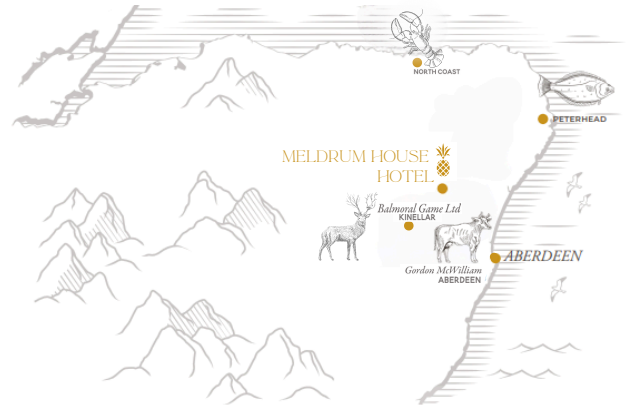 NORTH COAST
PETERHEAD
MELDRUM HOUSE
HOTEL
Balmoral Game Ltd
KINELLAR
ABERDEEN
Gordon McWilliam
ABERDEEN